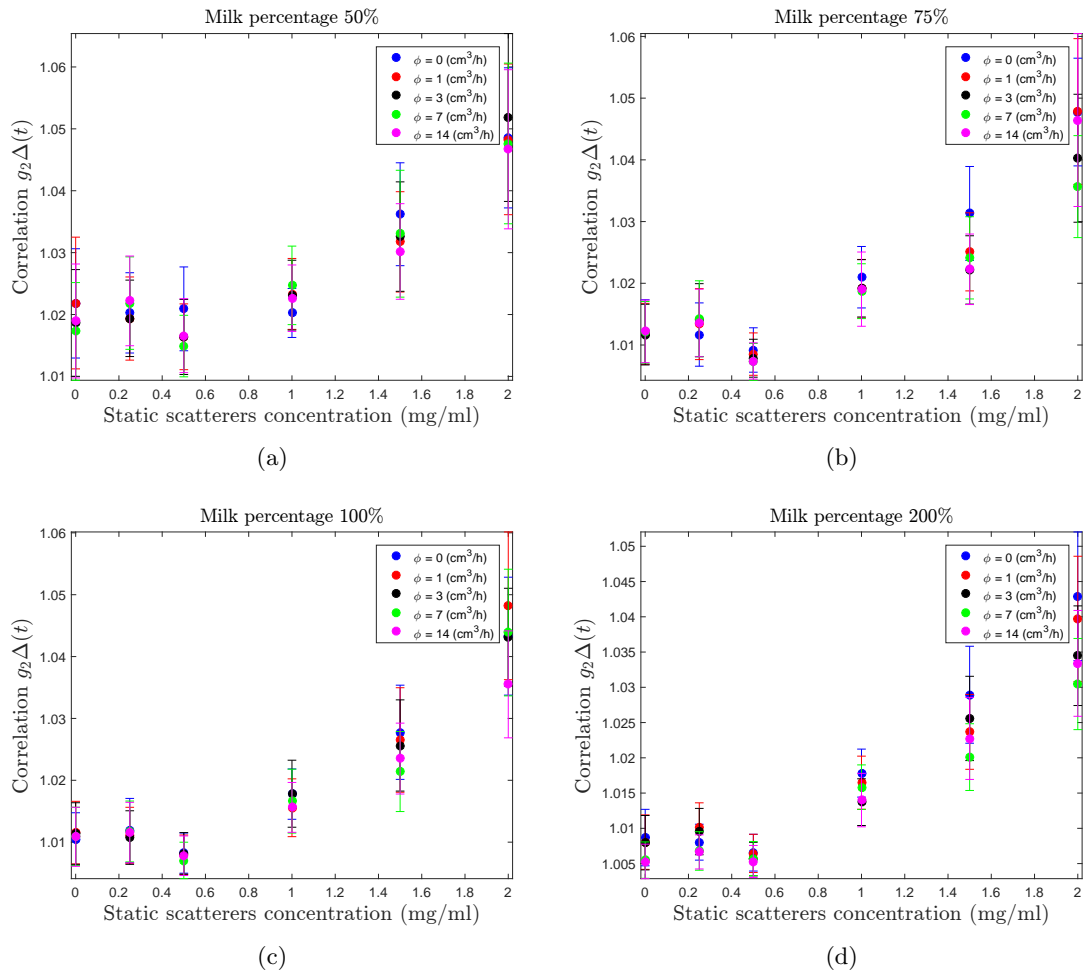 Milk percentage 50%
1.06
1.05
1.04
1.03
1.02
1.01
Correlation g₂Δ(t)
ϕ = 0 (cm³/h)
ϕ = 1 (cm³/h)
ϕ = 3 (cm³/h)
ϕ = 7 (cm³/h)
ϕ = 14 (cm³/h)
0 0.2 0.4 0.6 0.8 1.0 1.2 1.4 1.6 1.8 2
Static scatterers concentration (mg/ml)
(a)
Milk percentage 75%
1.06
1.05
1.04
1.03
1.02
1.01
Correlation g₂Δ(t)
ϕ = 0 (cm³/h)
ϕ = 1 (cm³/h)
ϕ = 3 (cm³/h)
ϕ = 7 (cm³/h)
ϕ = 14 (cm³/h)
0 0.2 0.4 0.6 0.8 1.0 1.2 1.4 1.6 1.8 2
Static scatterers concentration (mg/ml)
(b)
Milk percentage 100%
1.06
1.05
1.04
1.03
1.02
1.01
Correlation g₂Δ(t)
ϕ = 0 (cm³/h)
ϕ = 1 (cm³/h)
ϕ = 3 (cm³/h)
ϕ = 7 (cm³/h)
ϕ = 14 (cm³/h)
0 0.2 0.4 0.6 0.8 1.0 1.2 1.4 1.6 1.8 2
Static scatterers concentration (mg/ml)
(c)
Milk percentage 200%
1.05
1.045
1.04
1.035
1.03
1.025
1.02
1.015
1.01
1.005
Correlation g₂Δ(t)
ϕ = 0 (cm³/h)
ϕ = 1 (cm³/h)
ϕ = 3 (cm³/h)
ϕ = 7 (cm³/h)
ϕ = 14 (cm³/h)
0 0.2 0.4 0.6 0.8 1.0 1.2 1.4 1.6 1.8 2
Static scatterers concentration (mg/ml)
(d)